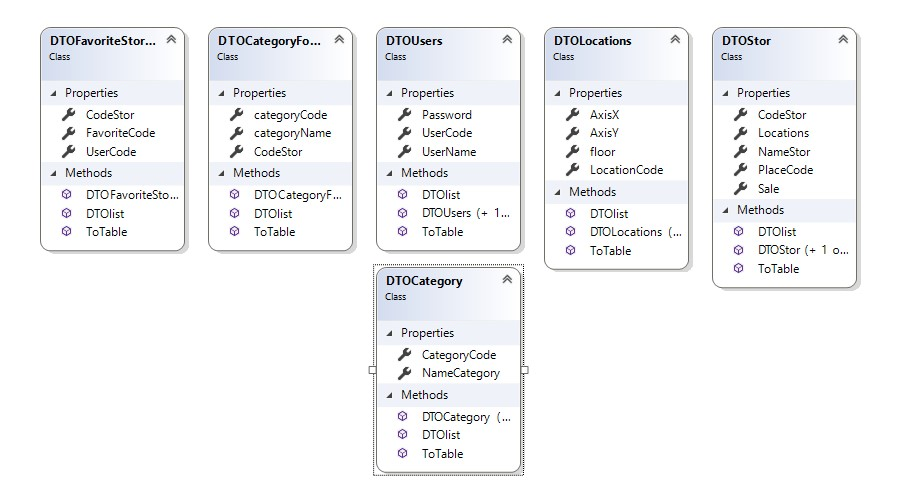 DTOFavoriteStor...
Class
Properties
CodeStor
FavoriteCode
UserCode
Methods
DTOFavoriteSto...
DTOlist
ToTable
DTOCategoryFo...
Class
Properties
categoryCode
categoryName
CodeStor
Methods
DTOCategoryF...
DTOlist
ToTable
DTOUsers
Class
Properties
Password
UserCode
UserName
Methods
DTOlist
DTOUsers (+ 1...
ToTable
DTOLocations
Class
Properties
AxisX
AxisY
floor
LocationCode
Methods
DTOlist
DTOLocations (...
ToTable
DTOStor
Class
Properties
CodeStor
Locations
NameStor
PlaceCode
Sale
Methods
DTOlist
DTOStor (+ 1 o...
ToTable
DTOCategory
Class
Properties
CategoryCode
NameCategory
Methods
DTOCategory (...
DTOlist
ToTable